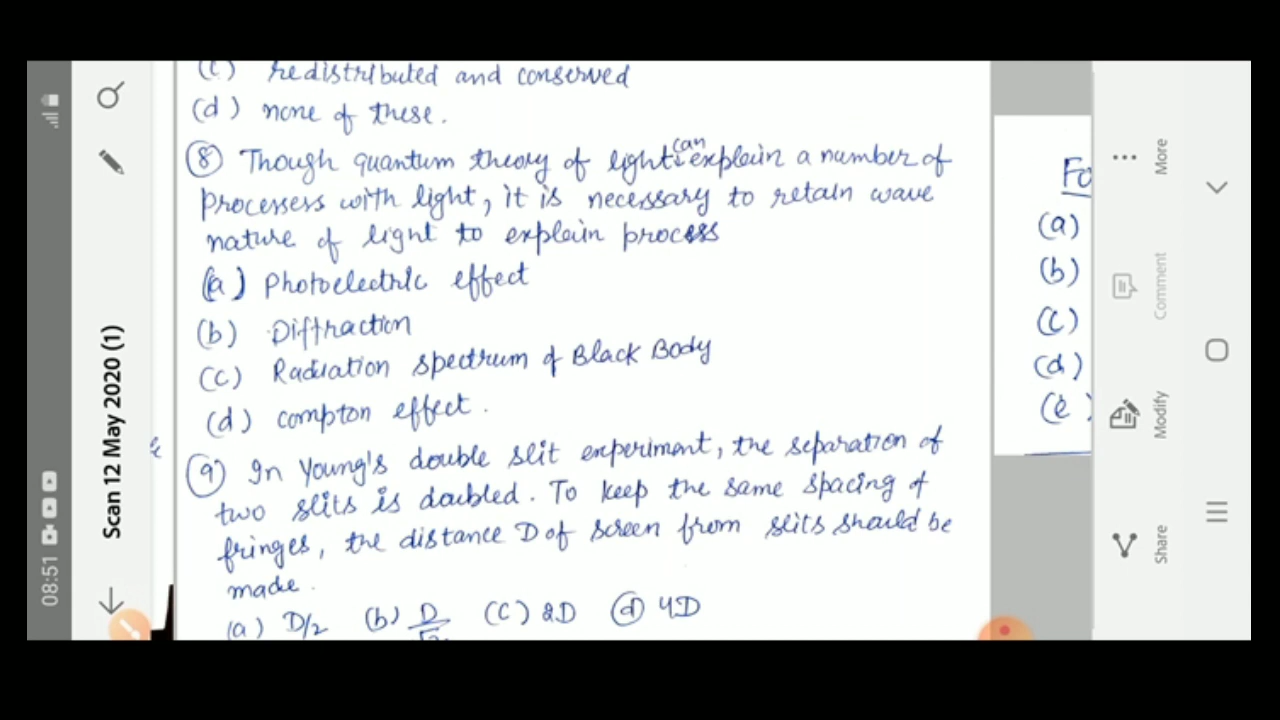 (c) redistributed and conserved
(d) none of these.
⑧ Though quantum theory of light can explain a number of
processess with light, it is necessary to retain wave
nature of light to explain process
(a) Photoelectric effect
(b) Diffraction
(c) Radiation spectrum of Black Body
(d) compton effect.
⑨ In Young's double slit experiment, the separation of
two slits is doubled. To keep the same spacing of
fringes, the distance D of screen from slits should be
made.
(a) D/2 (b) D/√2 (c) 2D (d) 4D
Fo
(a)
(b)
(c)
(d)
(e)
Scan 12 May 2020 (1)
08:51
More
Comment
Modify
Share